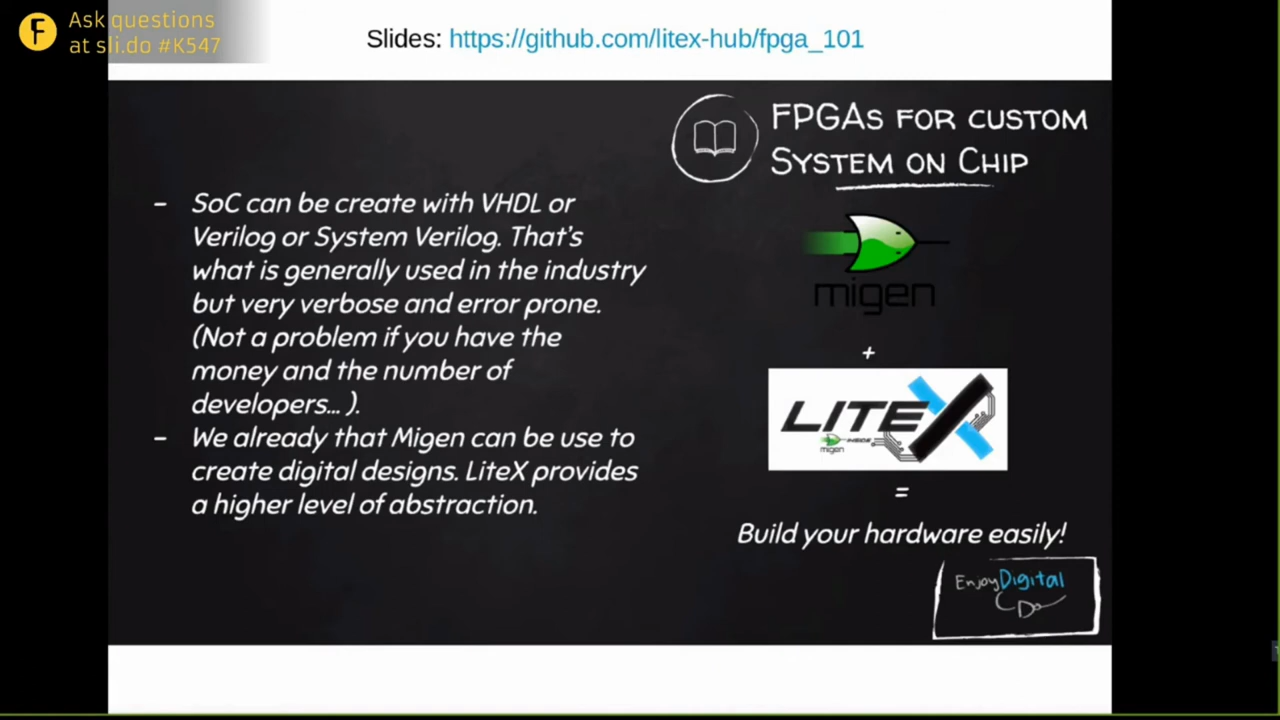 Ask questions
at sli.do #K547
Slides: https://github.com/litex-hub/fpga_101
FPGAs for custom
System on Chip
- SoC can be create with VHDL or
Verilog or System Verilog. That's
what is generally used in the industry
but very verbose and error prone.
(Not a problem if you have the
money and the number of
developers... ).
- We already that Migen can be use to
create digital designs. LiteX provides
a higher level of abstraction.
migen
+
LITEX
migen INSIDE
=
Build your hardware easily!
EnjoyDigital